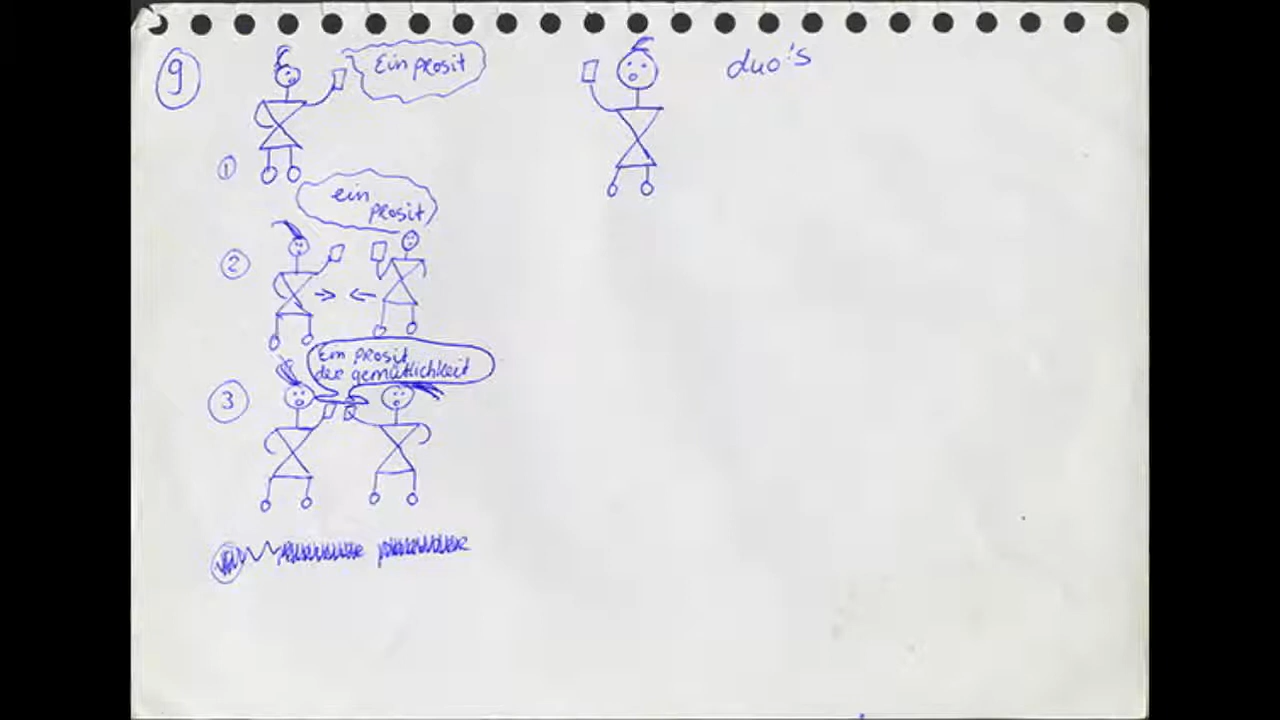 9
Ein prosit
duo's
1
ein
prosit
2
Ein prosit
der gemütlichkeit
3